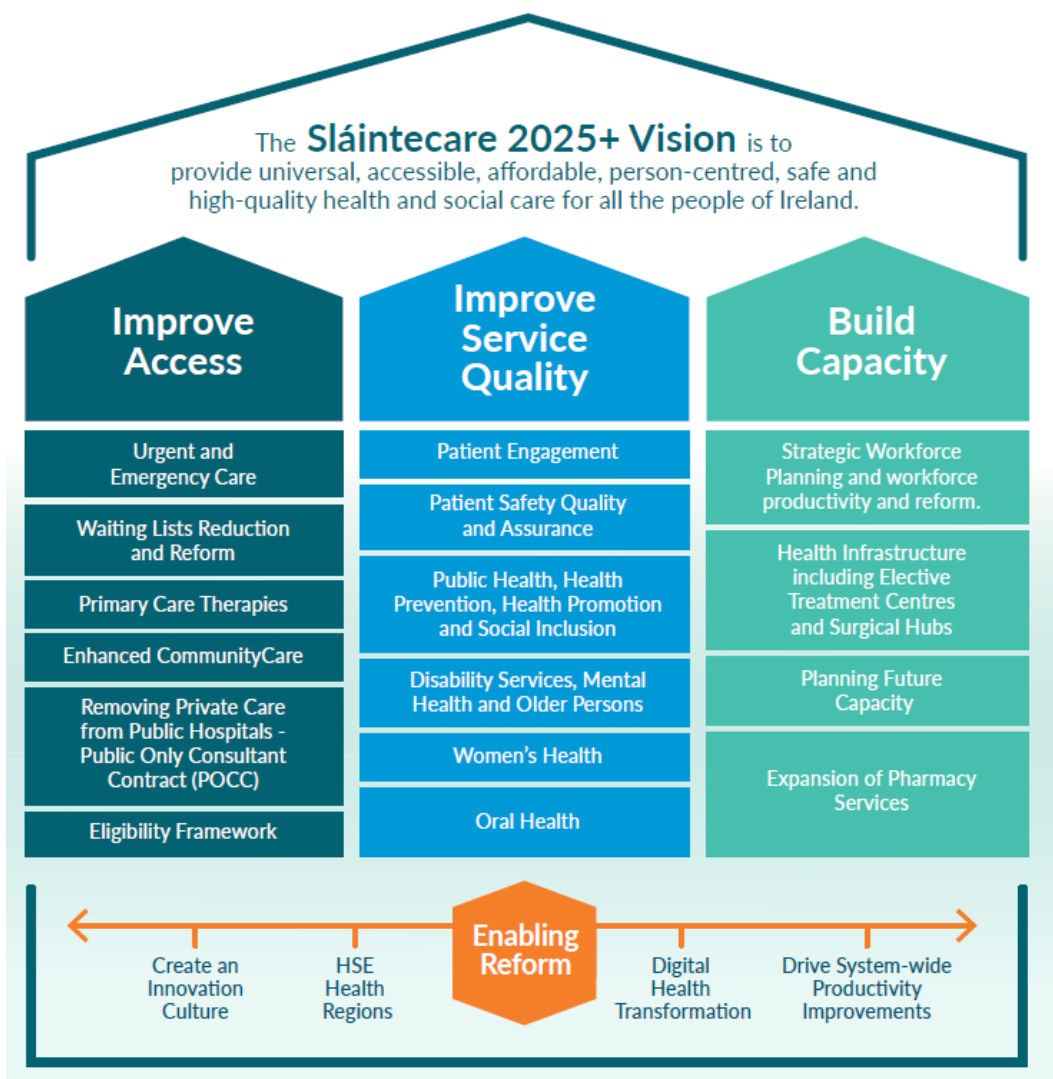 The Sláintecare 2025+ Vision is to
provide universal, accessible, affordable, person-centred, safe and
high-quality health and social care for all the people of Ireland.
Improve
Access
Urgent and
Emergency Care
Waiting Lists Reduction
and Reform
Primary Care Therapies
Enhanced CommunityCare
Removing Private Care
from Public Hospitals -
Public Only Consultant
Contract (POCC)
Eligibility Framework
Improve
Service
Quality
Patient Engagement
Patient Safety Quality
and Assurance
Public Health, Health
Prevention, Health Promotion
and Social Inclusion
Disability Services, Mental
Health and Older Persons
Women's Health
Oral Health
Build
Capacity
Strategic Workforce
Planning and workforce
productivity and reform.
Health Infrastructure
including Elective
Treatment Centres
and Surgical Hubs
Planning Future
Capacity
Expansion of Pharmacy
Services
Enabling
Reform
Create an
Innovation
Culture
HSE
Health
Regions
Digital
Health
Transformation
Drive System-wide
Productivity
Improvements